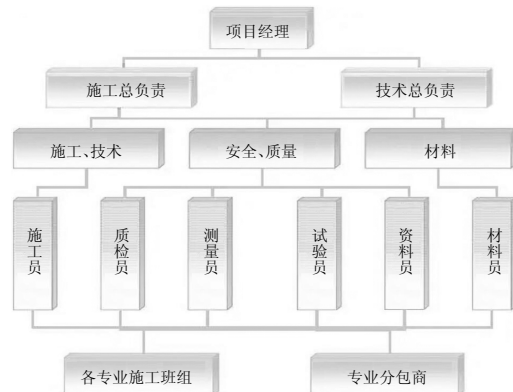 项目经理
施工总负责
技术总负责
施工、技术
安全、质量
材料
施工员
质检员
测量员
试验员
资料员
材料员
各专业施工班组
专业分包商